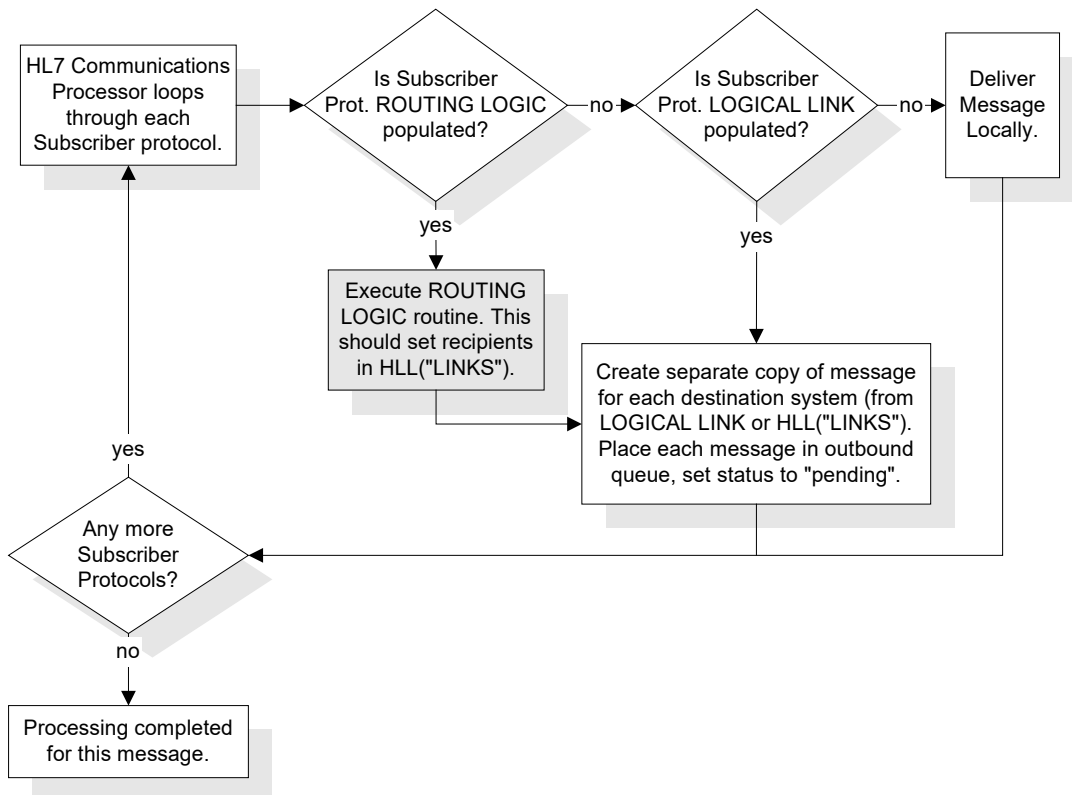 HL7 Communications
Processor loops
through each
Subscriber protocol.
Is Subscriber
Prot. ROUTING LOGIC
populated?
no
Is Subscriber
Prot. LOGICAL LINK
populated?
no
Deliver
Message
Locally.
yes
yes
Execute ROUTING
LOGIC routine. This
should set recipients
in HLL("LINKS").
Create separate copy of message
for each destination system (from
LOGICAL LINK or HLL("LINKS").
Place each message in outbound
queue, set status to "pending".
yes
Any more
Subscriber
Protocols?
no
Processing completed
for this message.